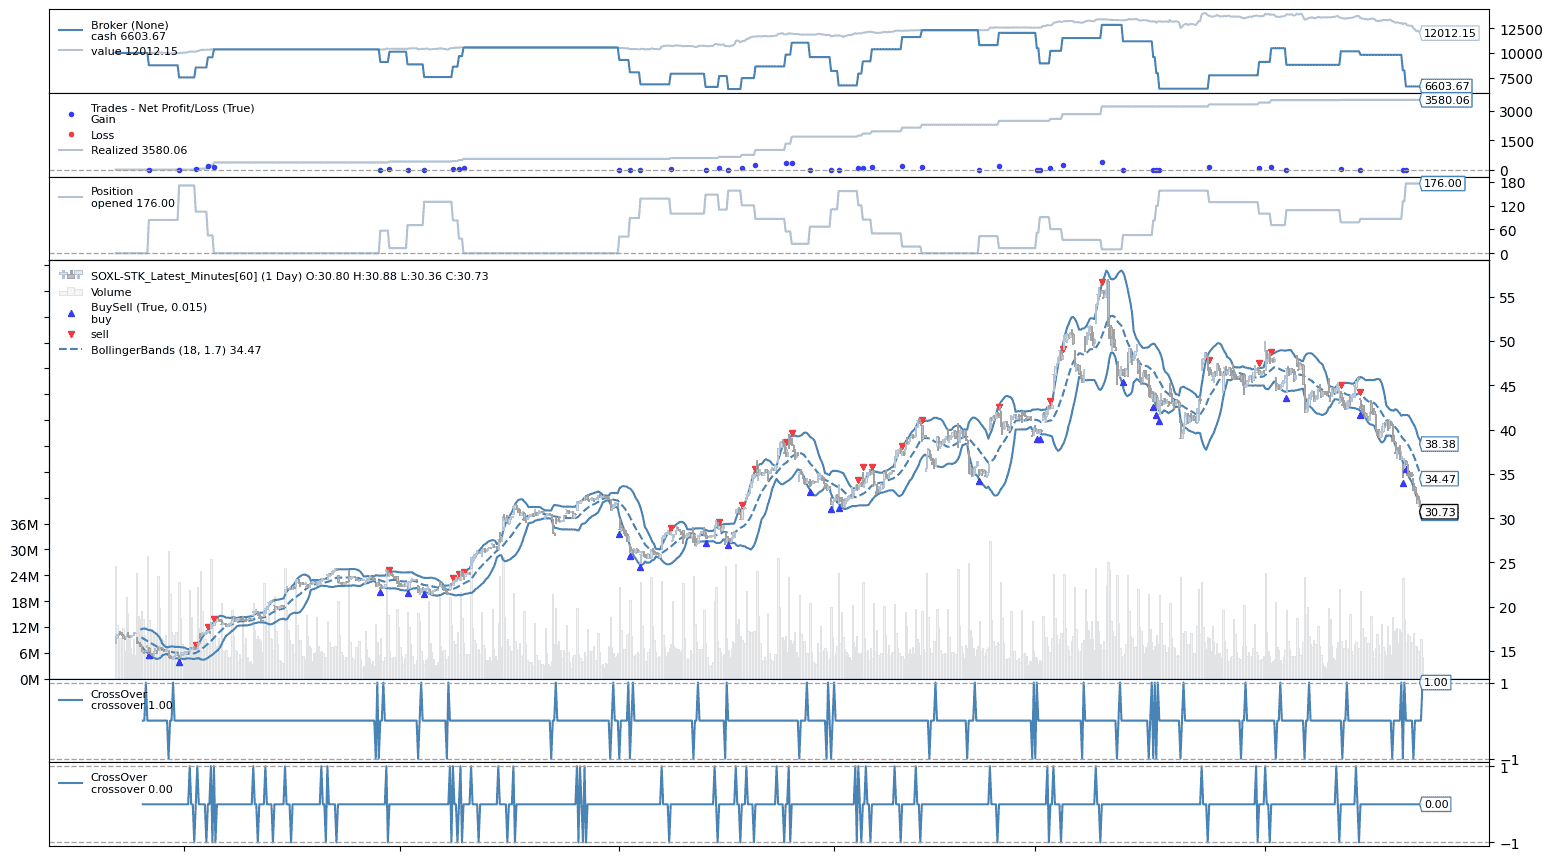 Broker (None)
cash 6603.67
value 12012.15
12500
10000
7500
12012.15
6603.67
Trades - Net Profit/Loss (True)
Gain
Loss
Realized 3580.06
3580.06
3000
1500
0
Position
opened 176.00
176.00
180
120
60
0
SOXL-STK_Latest_Minutes[60] (1 Day) O:30.80 H:30.88 L:30.36 C:30.73
Volume
BuySell (True, 0.015)
buy
sell
BollingerBands (18, 1.7) 34.47
55
50
45
40
35
30
25
20
15
38.38
34.47
30.73
36M
30M
24M
18M
12M
6M
0M
CrossOver
crossover 1.00
1.00
1
−1
CrossOver
crossover 0.00
0.00
1
−1